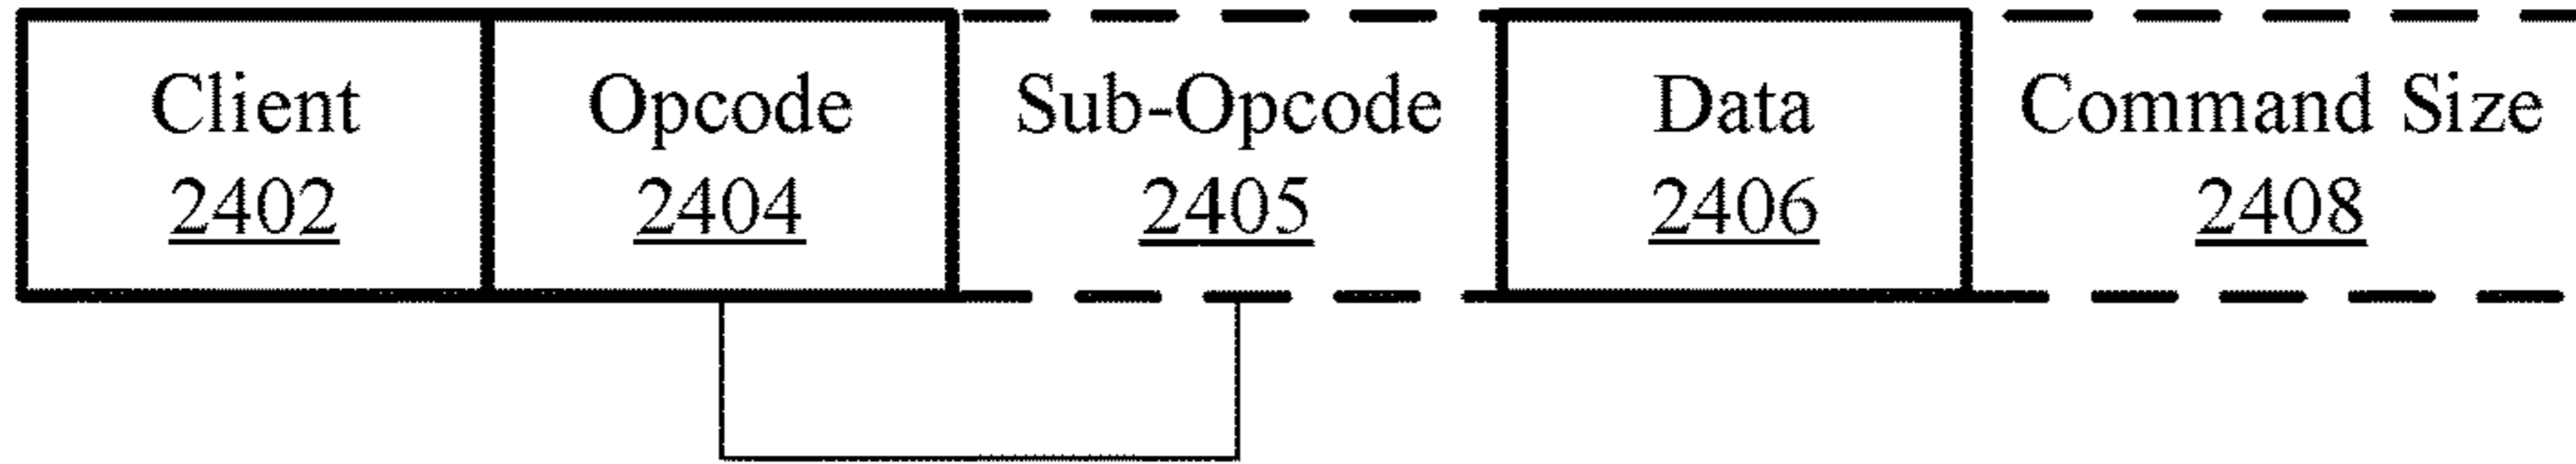 Client
2402
Opcode
2404
Sub-Opcode
2405
Data
2406
Command Size
2408